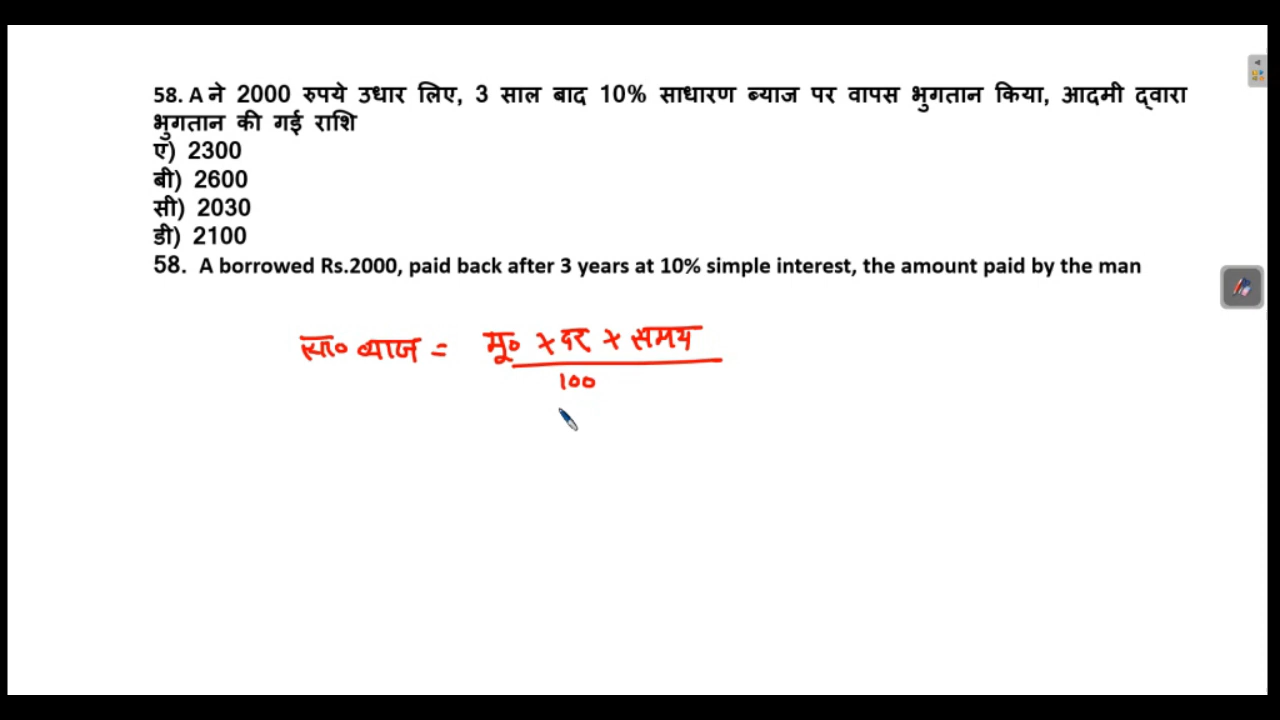 58. A ने 2000 रुपये उधार लिए, 3 साल बाद 10% साधारण ब्याज पर वापस भुगतान किया, आदमी द्वारा
भुगतान की गई राशि
ए) 2300
बी) 2600
सी) 2030
डी) 2100
58. A borrowed Rs.2000, paid back after 3 years at 10% simple interest, the amount paid by the man
सा० ब्याज = मू० × दर × समय
100